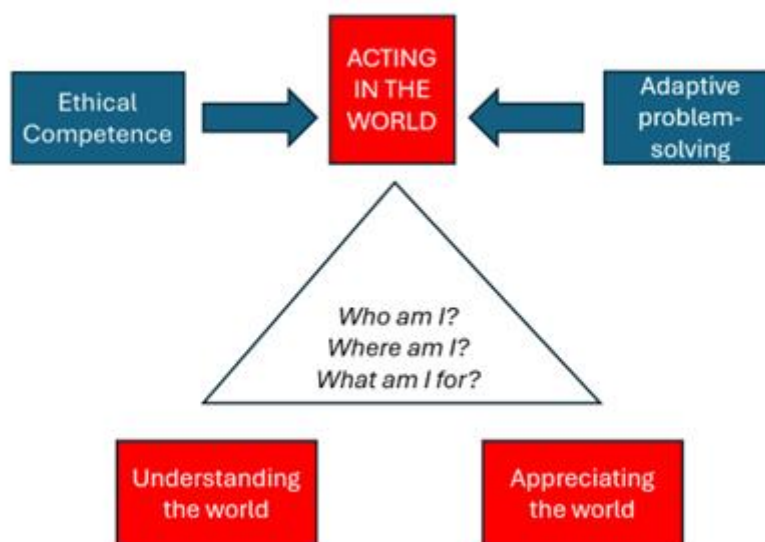 Ethical
Competence
ACTING
IN THE
WORLD
Adaptive
problem-
solving
Who am I?
Where am I?
What am I for?
Understanding
the world
Appreciating
the world